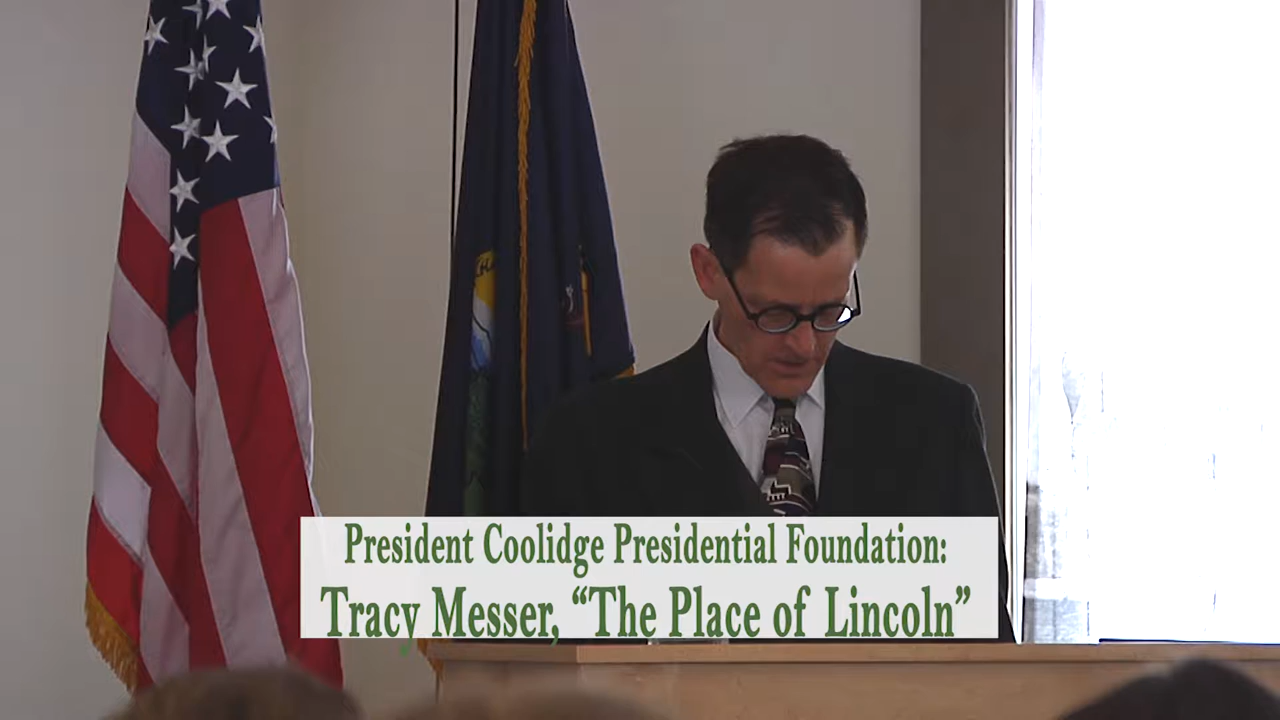 President Coolidge Presidential Foundation:
Tracy Messer, “The Place of Lincoln”